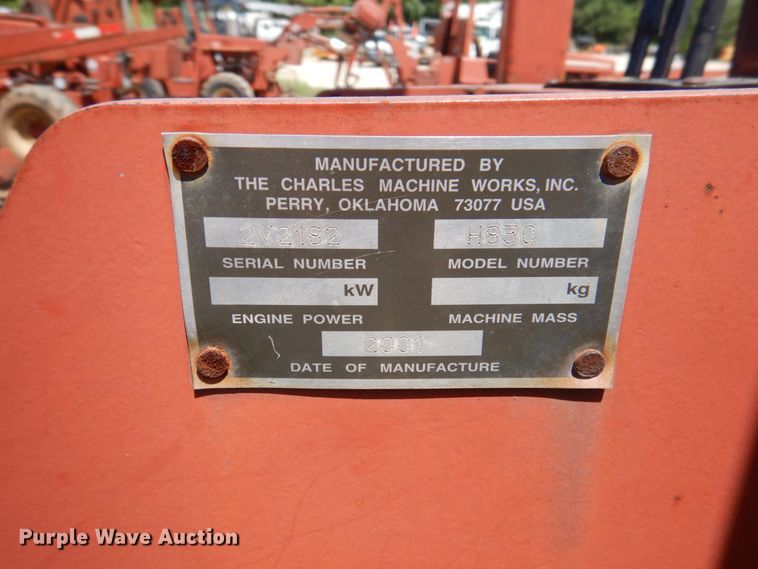 MANUFACTURED BY
THE CHARLES MACHINE WORKS, INC.
PERRY, OKLAHOMA 73077 USA
2V2182 H830
SERIAL NUMBER MODEL NUMBER
kW kg
ENGINE POWER MACHINE MASS
2001
DATE OF MANUFACTURE
Purple Wave Auction